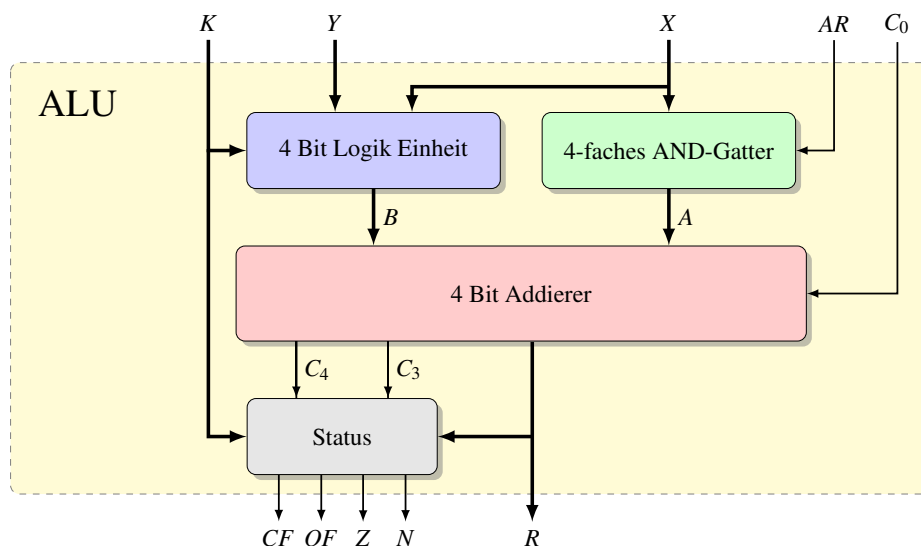 K Y X AR C₀
ALU
4 Bit Logik Einheit 4-faches AND-Gatter
B A
4 Bit Addierer
C₄ C₃
Status
CF OF Z N R